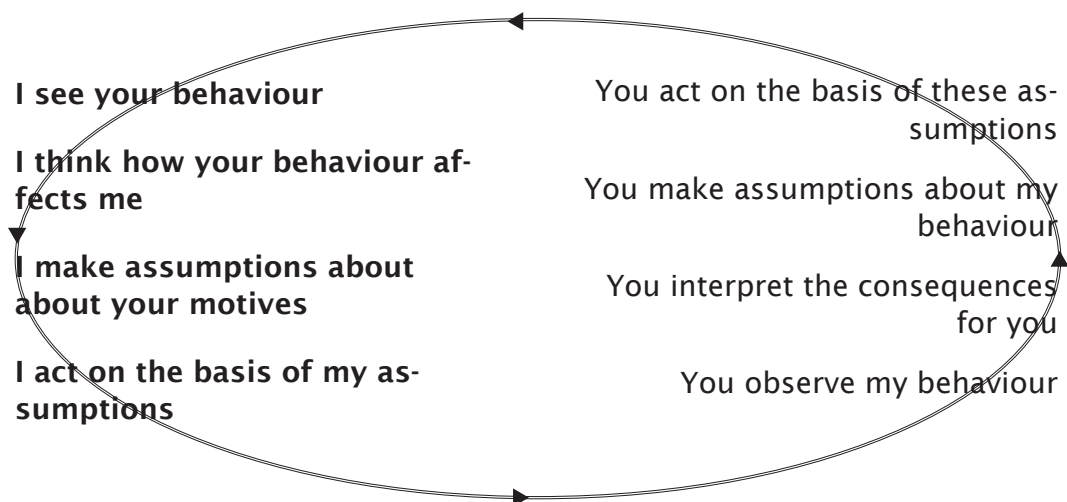 I see your behaviour
I think how your behaviour af-
fects me
I make assumptions about
about your motives
I act on the basis of my as-
sumptions
You act on the basis of these as-
sumptions
You make assumptions about my
behaviour
You interpret the consequences
for you
You observe my behaviour